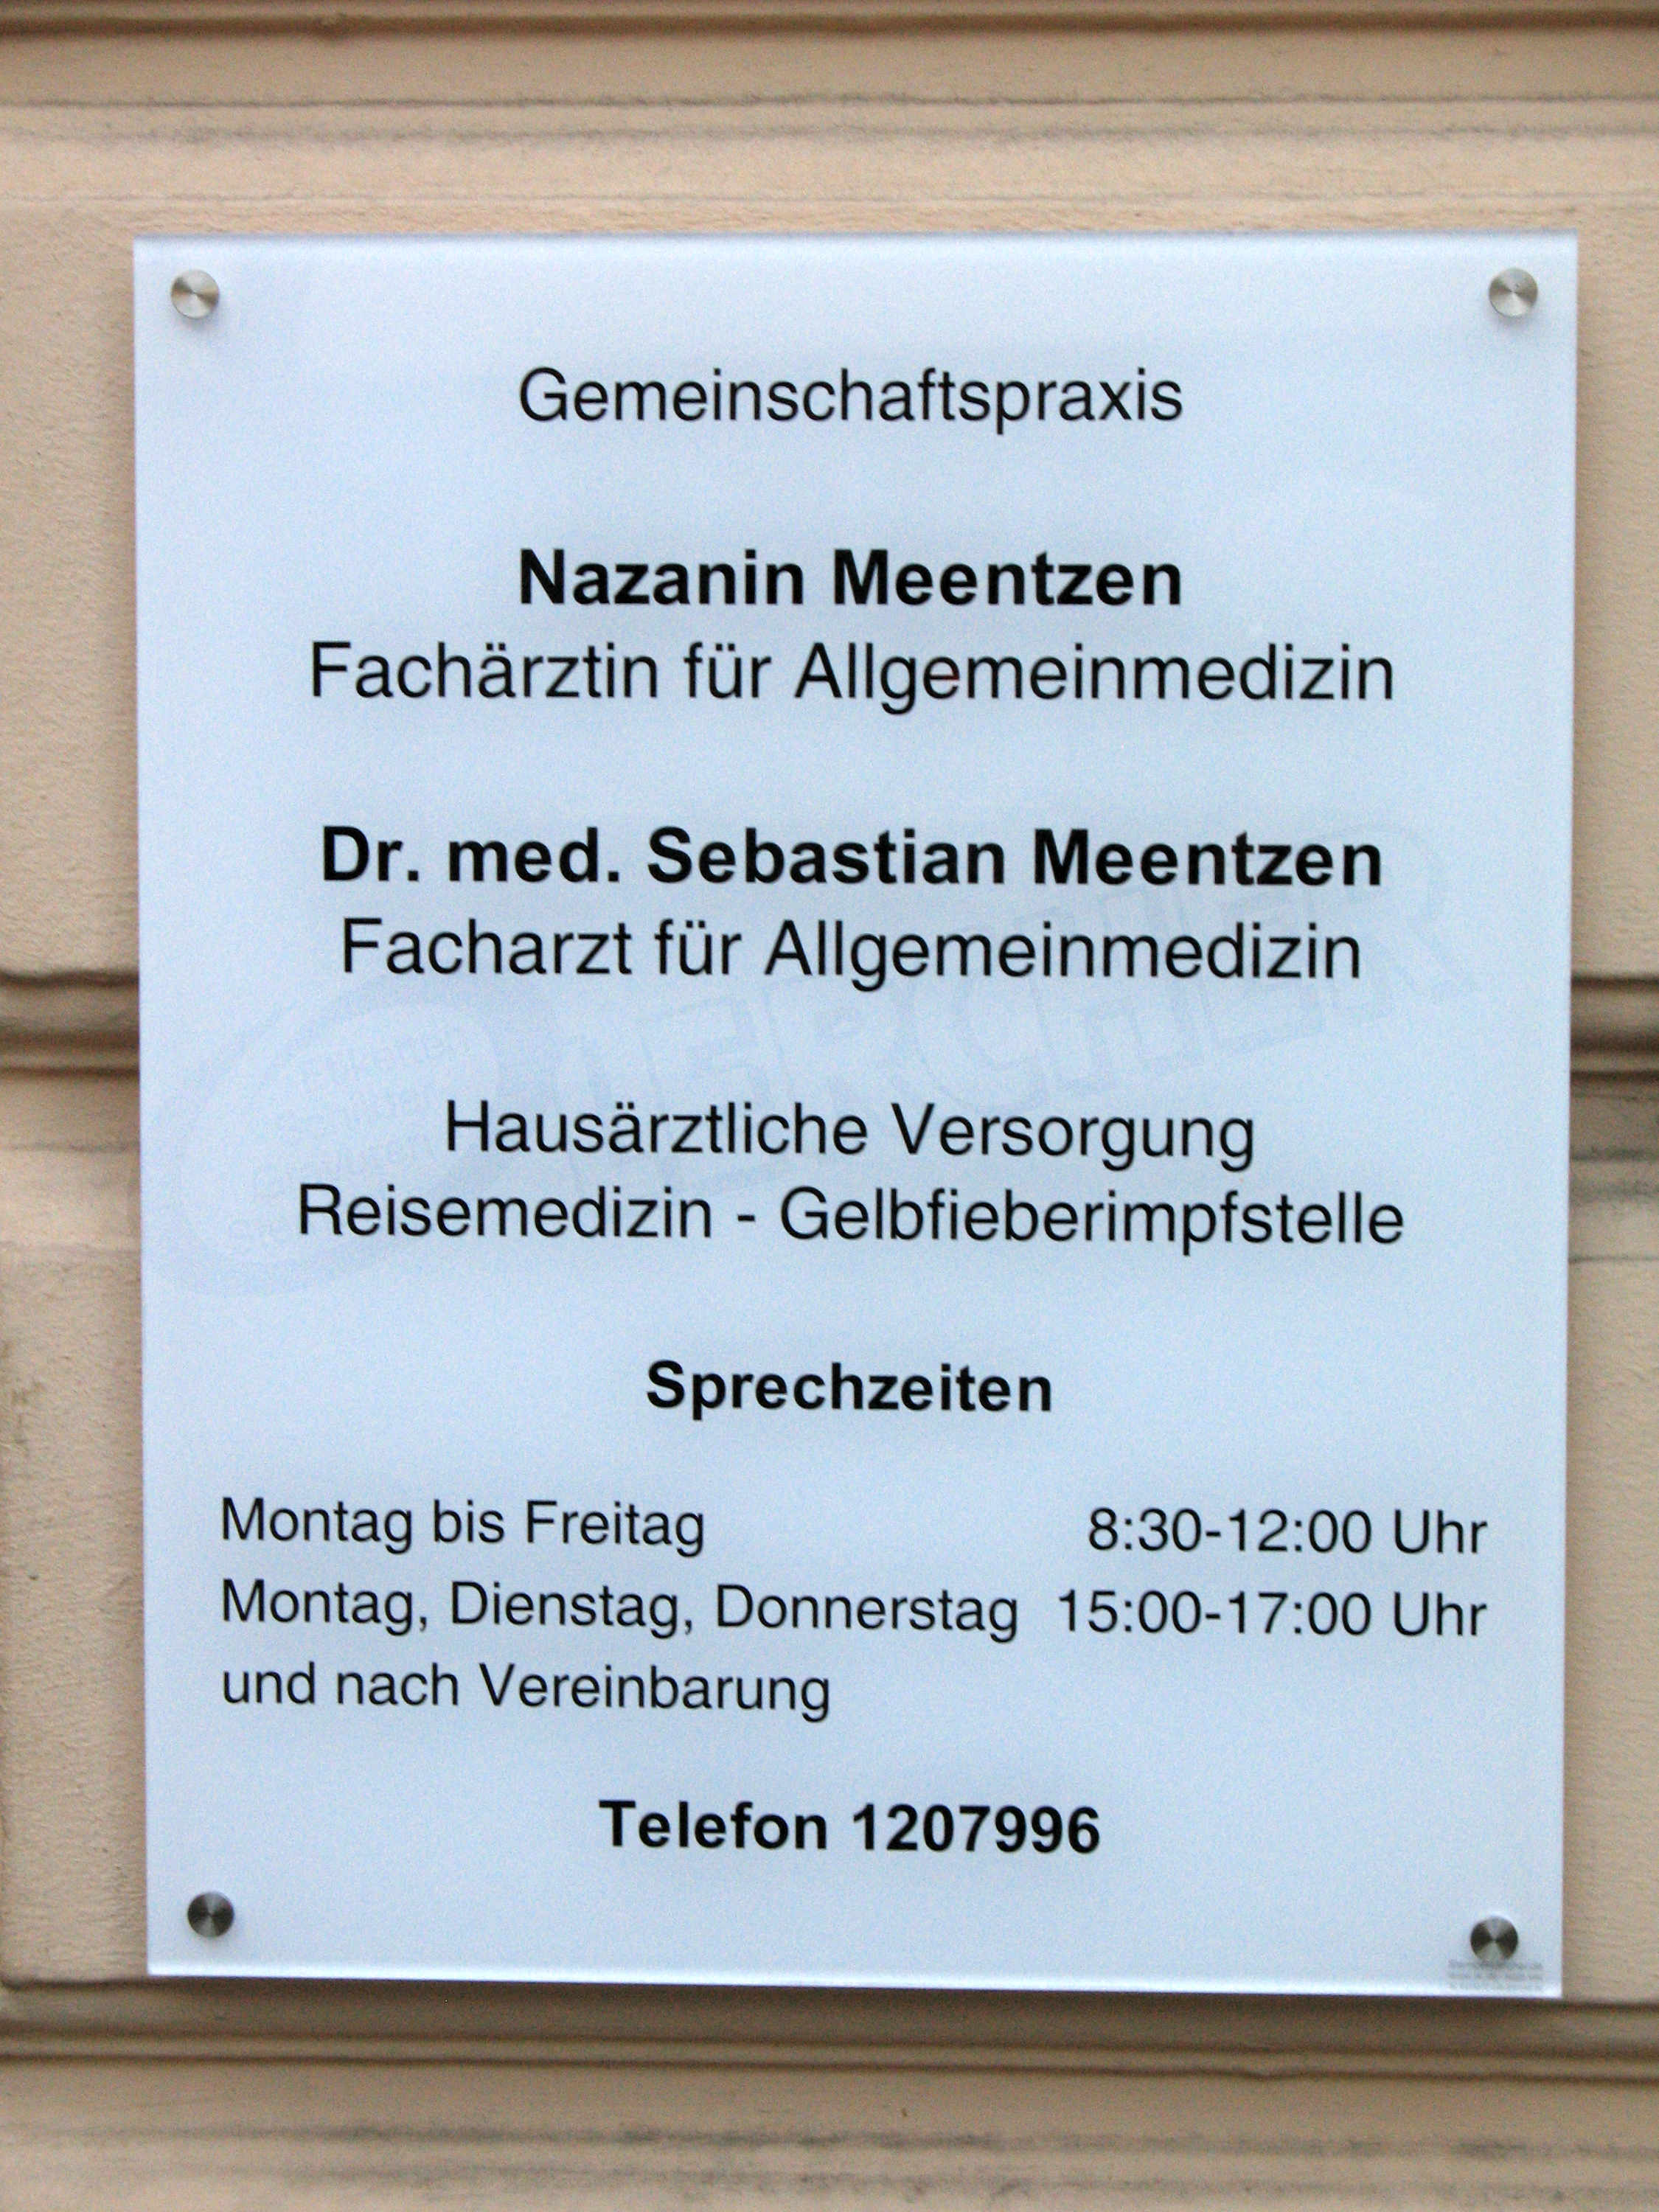 Gemeinschaftspraxis
Nazanin Meentzen
Fachärztin für Allgemeinmedizin
Dr. med. Sebastian Meentzen
Facharzt für Allgemeinmedizin
Hausärztliche Versorgung
Reisemedizin - Gelbfieberimpfstelle
Sprechzeiten
Montag bis Freitag 8:30-12:00 Uhr
Montag, Dienstag, Donnerstag 15:00-17:00 Uhr
und nach Vereinbarung
Telefon 1207996